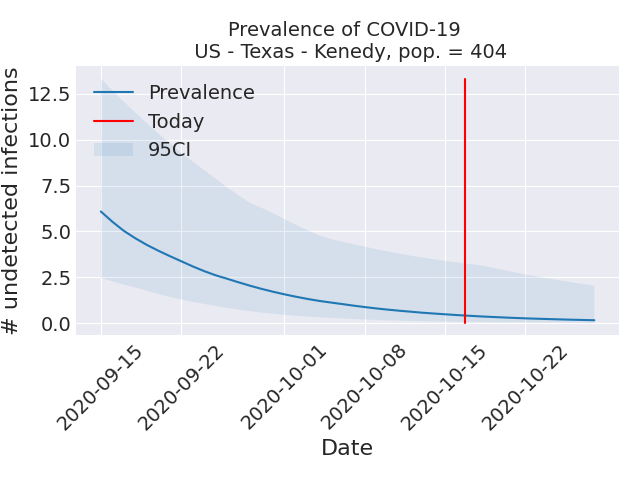 Prevalence of COVID-19
US - Texas - Kenedy, pop. = 404
# undetected infections
12.5
10.0
7.5
5.0
2.5
0.0
Prevalence
Today
95CI
2020-09-15
2020-09-22
2020-10-01
2020-10-08
2020-10-15
2020-10-22
Date